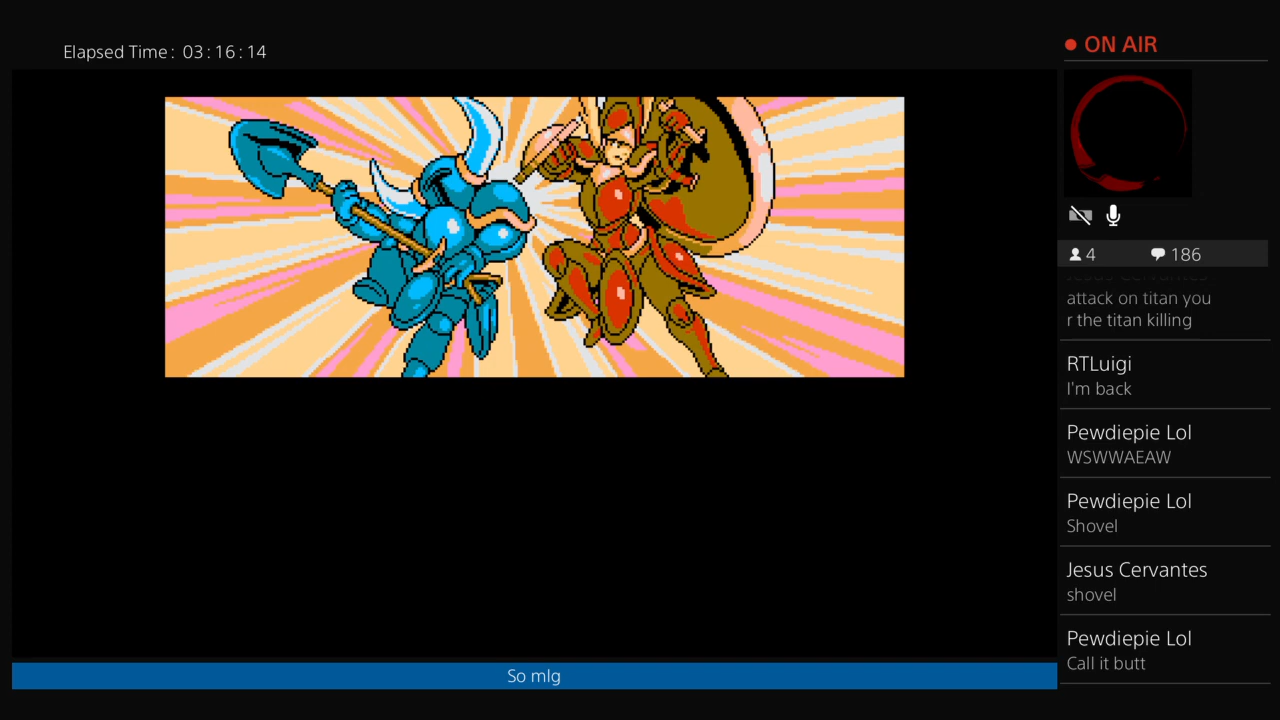 Elapsed Time: 03:16:14
ON AIR
4 186
attack on titan you
r the titan killing
RTLuigi
I'm back
Pewdiepie Lol
WSWWAEAW
Pewdiepie Lol
Shovel
Jesus Cervantes
shovel
Pewdiepie Lol
Call it butt
So mlg